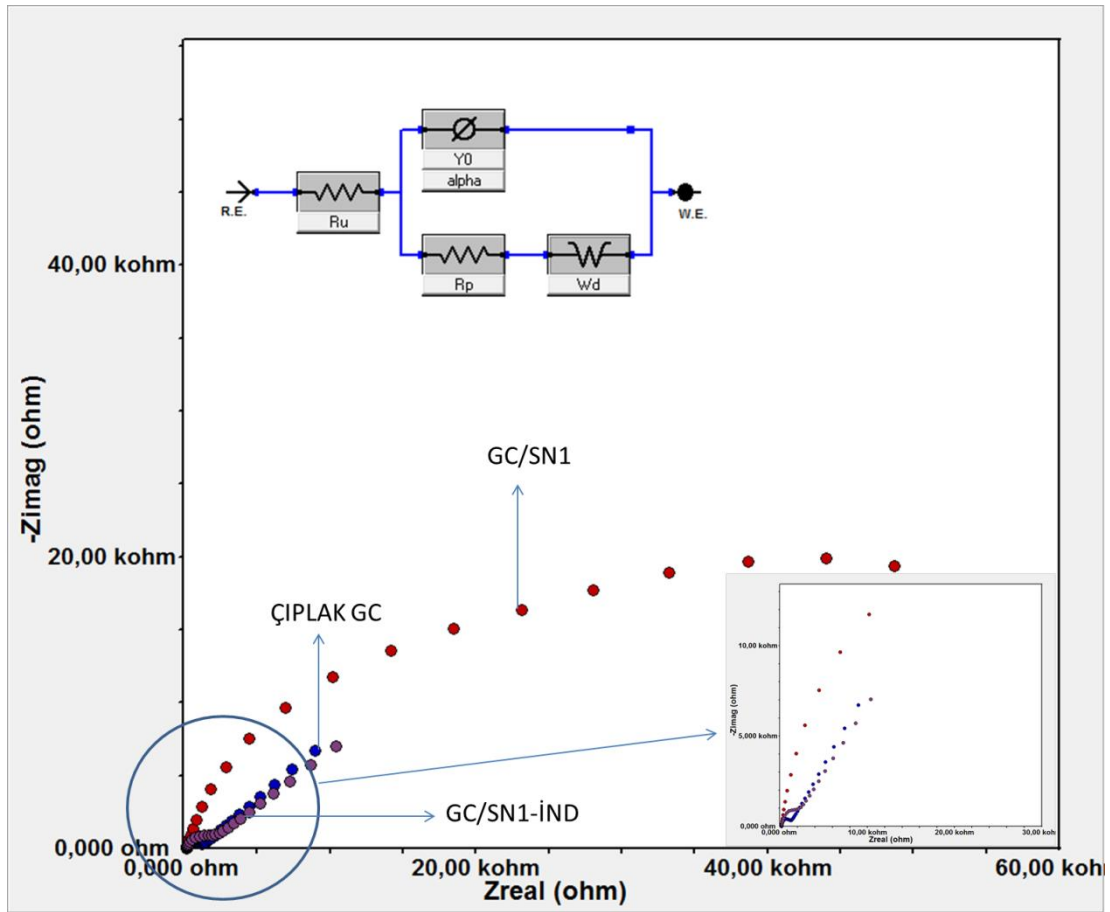 Y0
alpha
R.E.
Ru
W.E.
Rp
Wd
40,00 kohm
-Zimag (ohm)
GC/SN1
20,00 kohm
ÇIPLAK GC
GC/SN1-İND
0,000 ohm
0,000 ohm
20,00 kohm
40,00 kohm
60,00 kohm
Zreal (ohm)
10,00 kohm
-Zimag (ohm)
5,000 kohm
0,000 ohm
0,000 ohm
10,00 kohm
20,00 kohm
30,00 koh
Zreal (ohm)